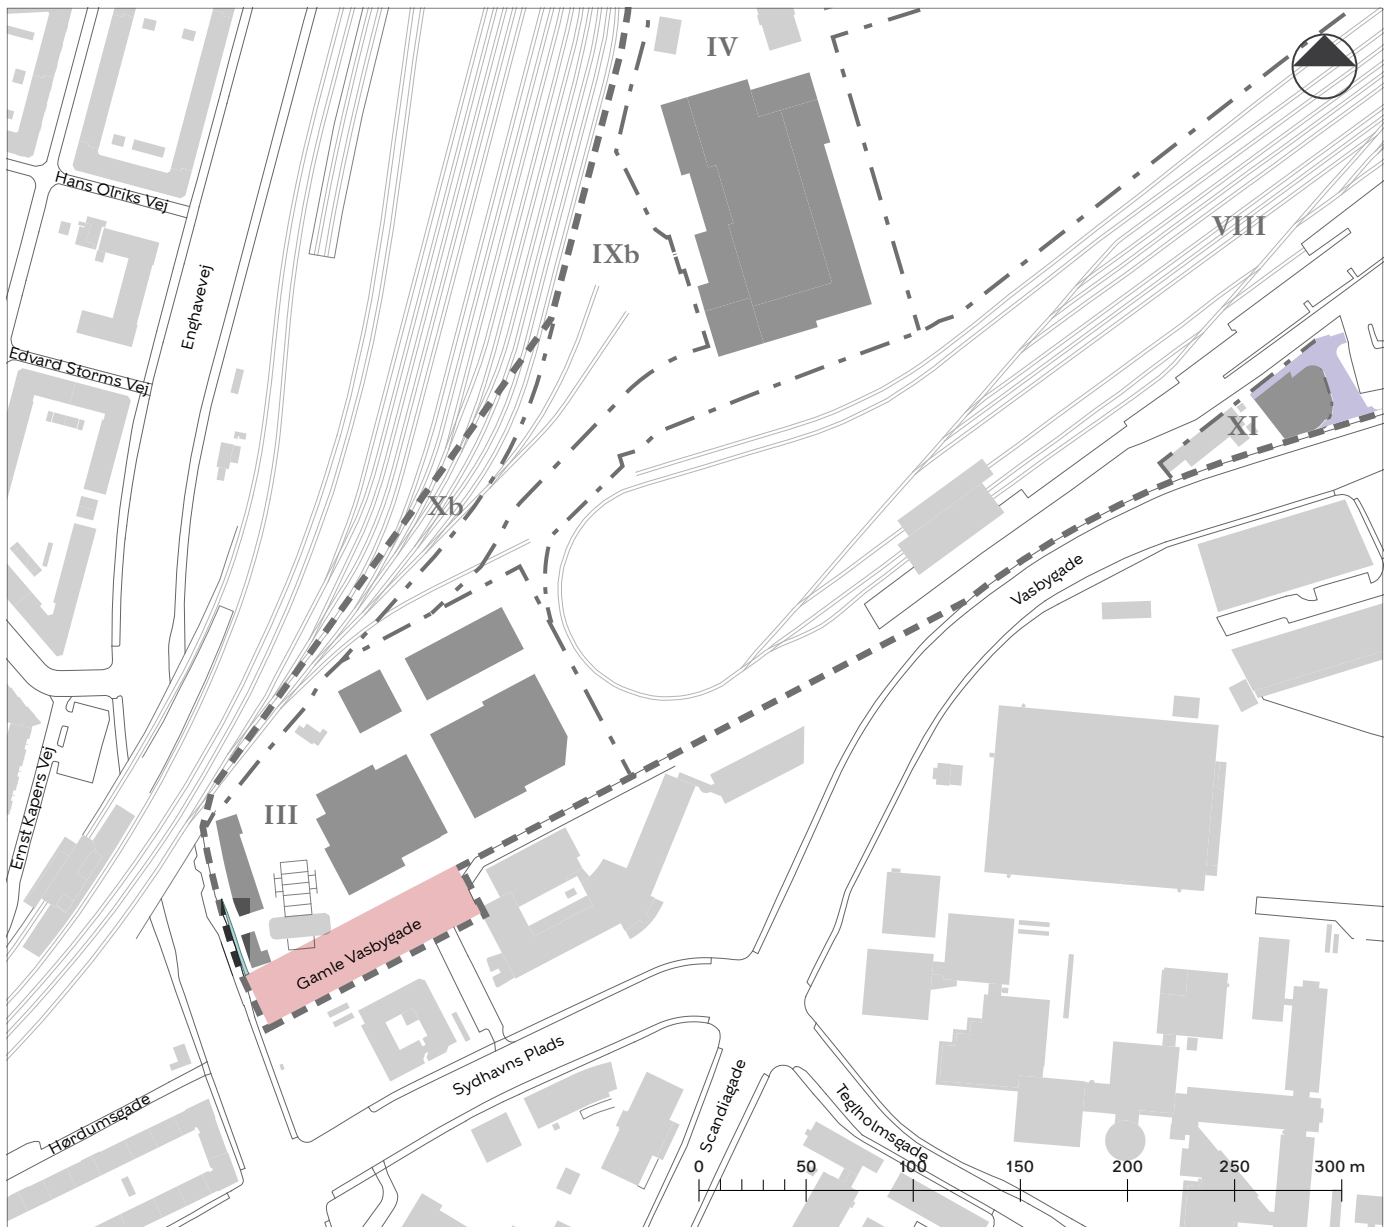 IV
Hans Olriks Vej
VIII
IXb
Enghavevej
Edvard Storms Vej
XI
Xb
Vasbygade
Ernst Kapers Vej
III
Gamle Vasbygade
Sydhavns Plads
Scandiagade
Teglholmsgade
Hørdumsgade
0 50 100 150 200 250 300 m